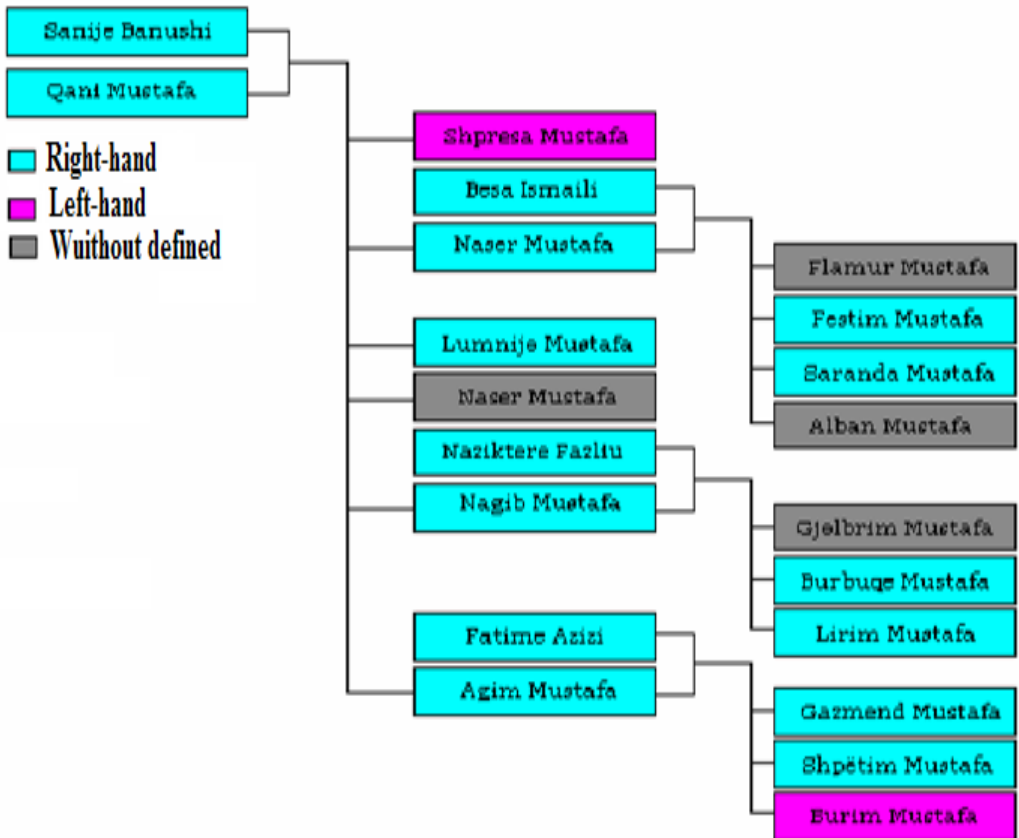 Sanije Banushi
Qani Mustafa
Right-hand
Left-hand
Wuithout defined
Shpresa Mustafa
Besa Ismaili
Naser Mustafa
Flamur Mustafa
Festim Mustafa
Saranda Mustafa
Alban Mustafa
Lumnije Mustafa
Naser Mustafa
Naziktere Fazliu
Nagib Mustafa
Gjelbrim Mustafa
Burbuqe Mustafa
Lirim Mustafa
Fatime Azizi
Agim Mustafa
Gazmend Mustafa
Shpëtim Mustafa
Burim Mustafa